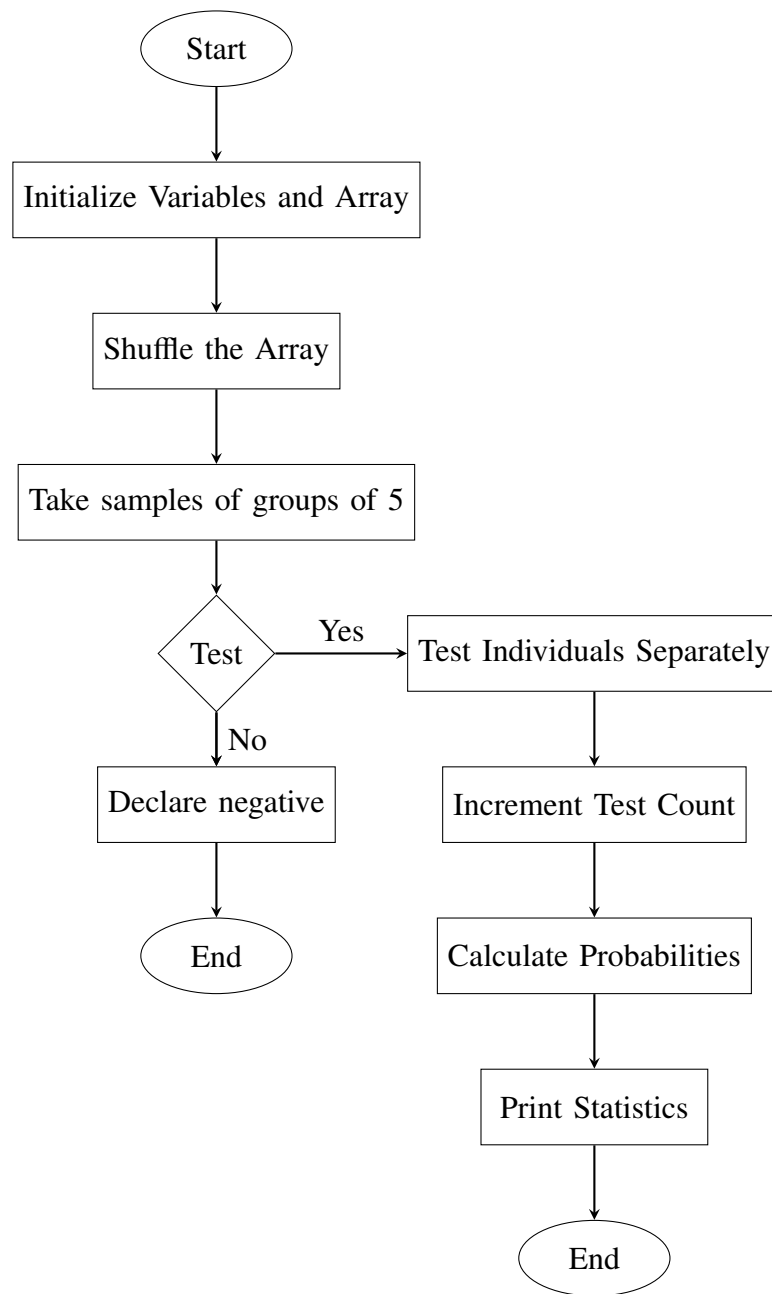 Start
Initialize Variables and Array
Shuffle the Array
Take samples of groups of 5
Test
Yes
Test Individuals Separately
No
Declare negative
Increment Test Count
End
Calculate Probabilities
Print Statistics
End